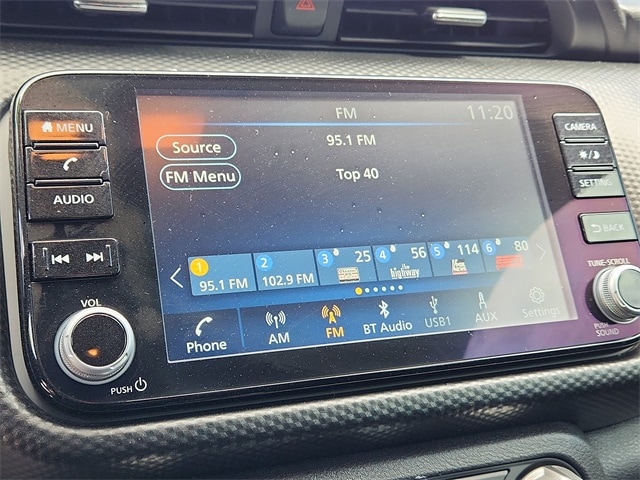 MENU
AUDIO
VOL
PUSH
FM
11:20
Source
95.1 FM
FM Menu
Top 40
1
95.1 FM
2
102.9 FM
3 25
4 56
the highway
5 114
6 80
Phone
AM
FM
BT Audio
USB1
AUX
Settings
CAMERA
SETTING
BACK
TUNE·SCROLL
PUSH
SOUND